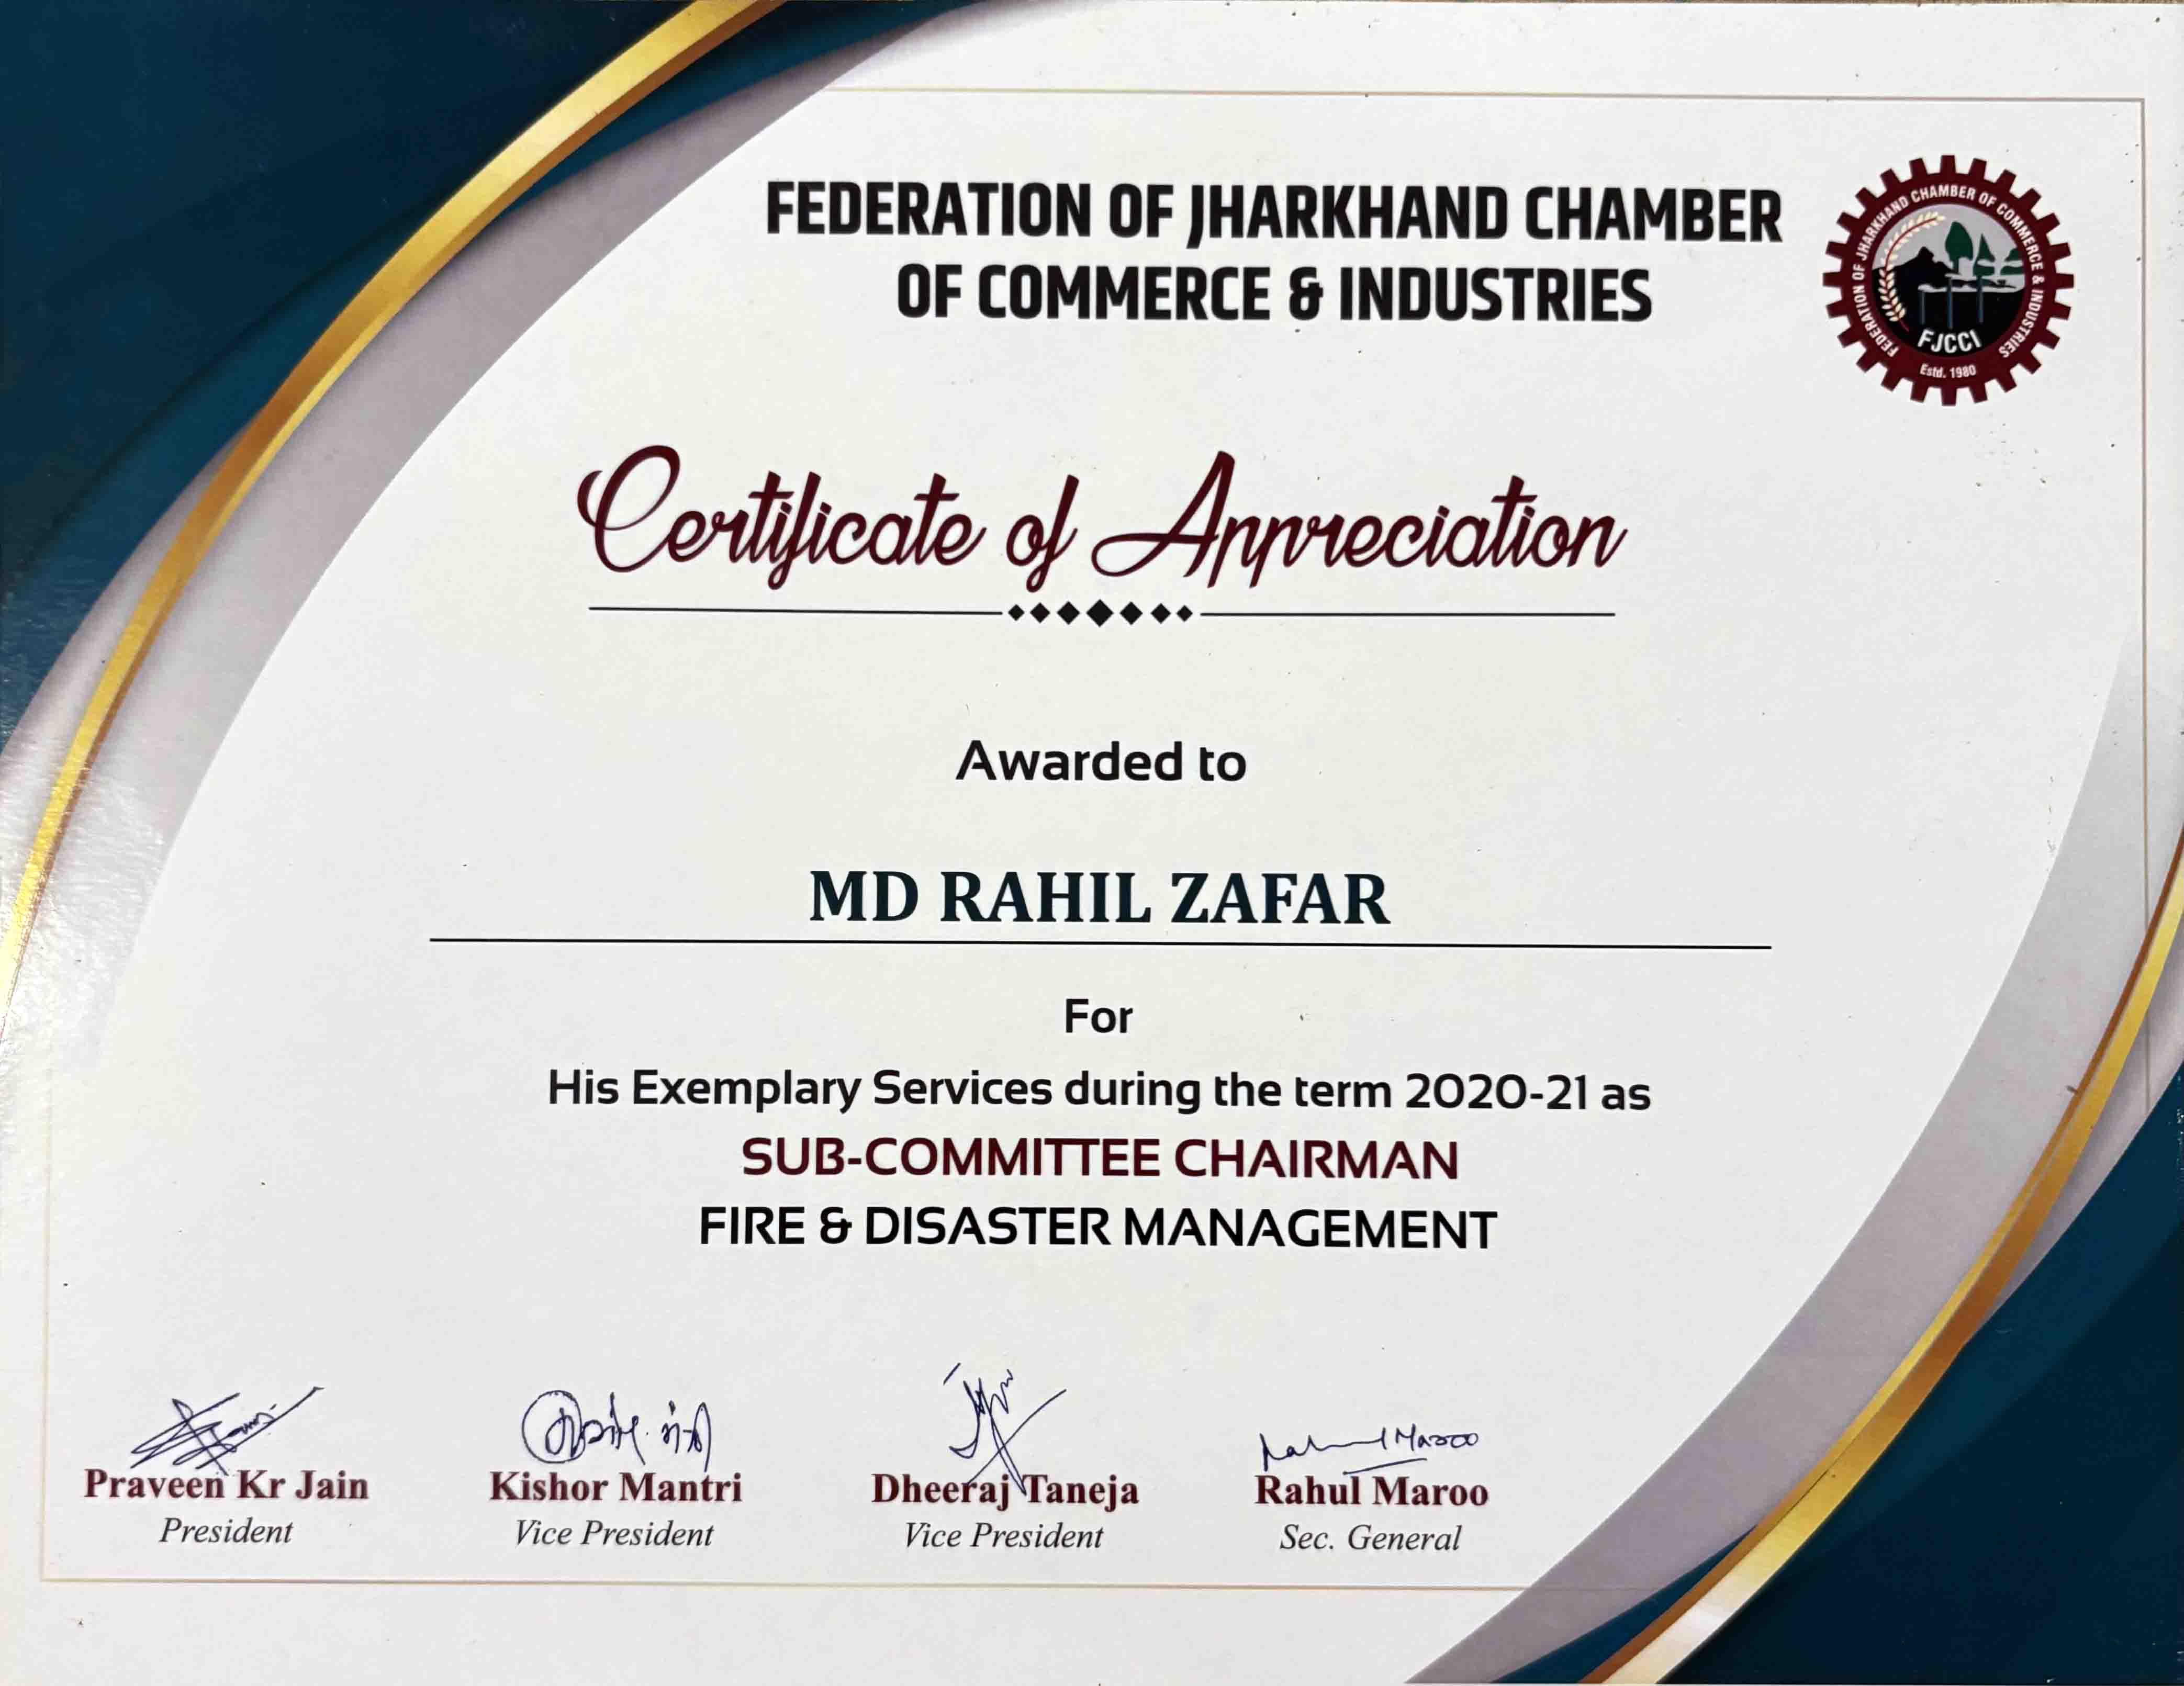 FEDERATION OF JHARKHAND CHAMBER
OF COMMERCE & INDUSTRIES
FEDERATION OF JHARKHAND CHAMBER OF COMMERCE & INDUSTRIES
FJCCI
Estd. 1980
Certificate of Appreciation
Awarded to
MD RAHIL ZAFAR
For
His Exemplary Services during the term 2020-21 as
SUB-COMMITTEE CHAIRMAN
FIRE & DISASTER MANAGEMENT
Rahul Maroo
Praveen Kr Jain Kishor Mantri Dheeraj Taneja Rahul Maroo
President Vice President Vice President Sec. General